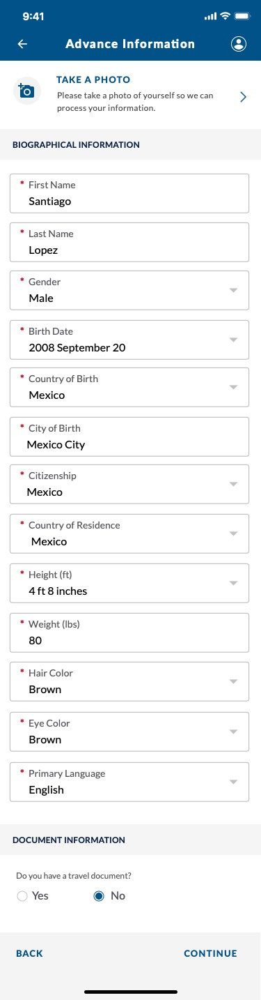 9:41
Advance Information
TAKE A PHOTO
Please take a photo of yourself so we can
process your information.
BIOGRAPHICAL INFORMATION
* First Name
Santiago
* Last Name
Lopez
* Gender
Male
* Birth Date
2008 September 20
* Country of Birth
Mexico
* City of Birth
Mexico City
* Citizenship
Mexico
* Country of Residence
Mexico
* Height (ft)
4 ft 8 inches
* Weight (lbs)
80
* Hair Color
Brown
* Eye Color
Brown
* Primary Language
English
DOCUMENT INFORMATION
Do you have a travel document?
Yes No
BACK CONTINUE